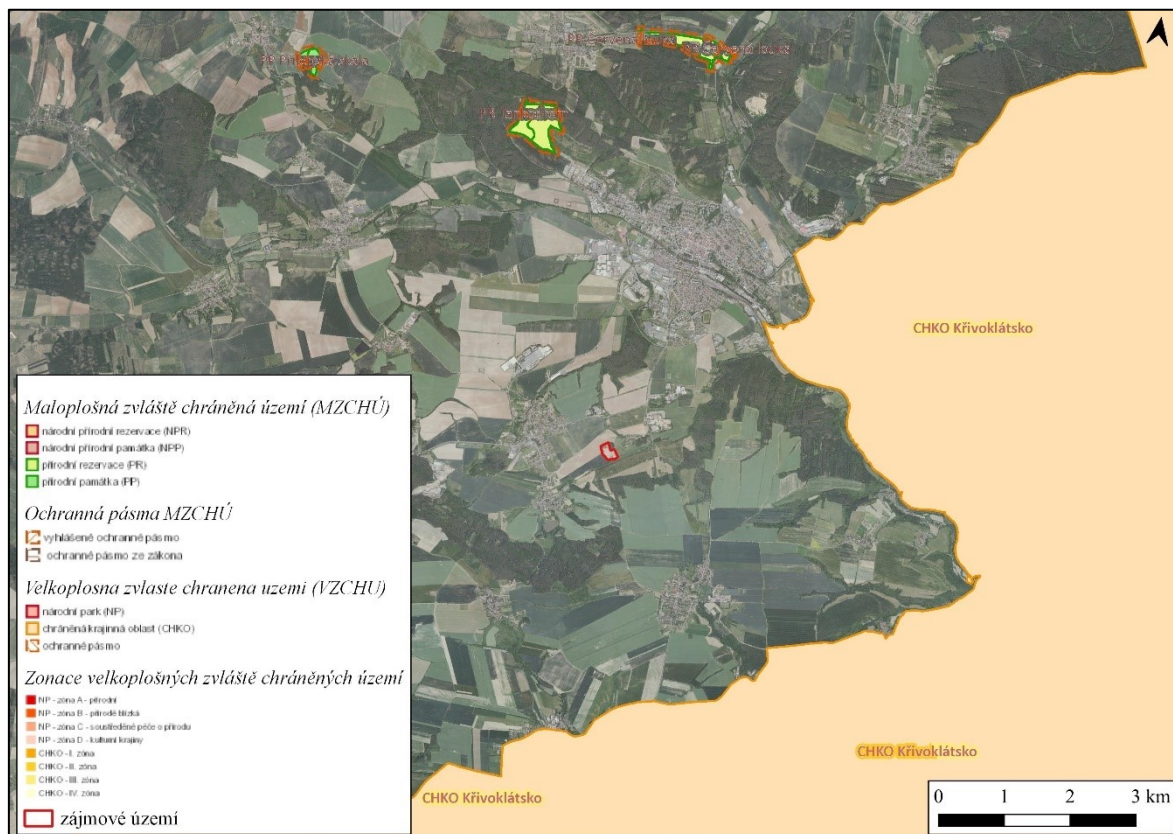 CHKO Křivoklátsko
Maloplošná zvláště chráněná území (MZCHÚ)
národní přírodní rezervace (NPR)
národní přírodní památka (NPP)
přírodní rezervace (PR)
přírodní památka (PP)
Ochranná pásma MZCHÚ
vyhlášené ochranné pásmo
ochranné pásmo ze zákona
Velkoplosna zvlaste chranena uzemi (VZCHU)
národní park (NP)
chráněná krajinná oblast (CHKO)
ochranné pásmo
Zonace velkoplošných zvláště chráněných území
NP - zóna A - přírodní
NP - zóna B - přírodě blízká
NP - zóna C - soustředěné péče o přírodu
NP - zóna D - kulturní krajiny
CHKO - I. zóna
CHKO - II. zóna
CHKO - III. zóna
CHKO - IV. zóna
zájmové území
CHKO Křivoklátsko
CHKO Křivoklátsko
0 1 2 3 km